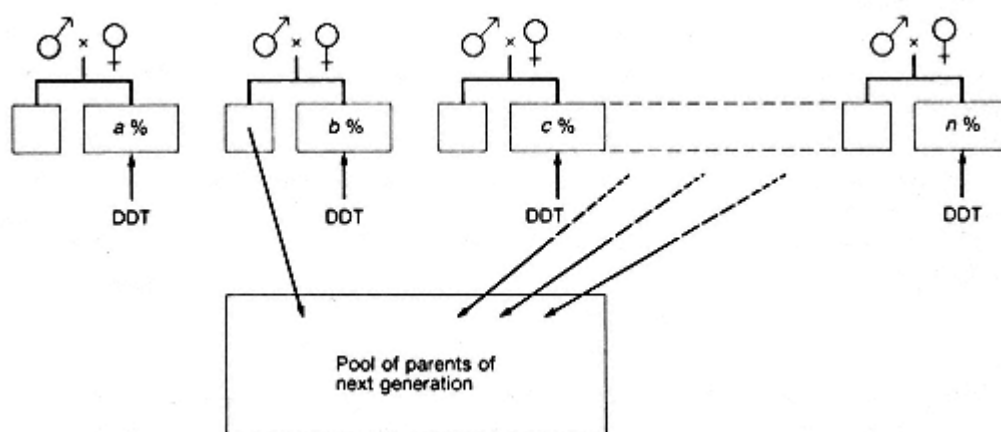 ♂ × ♀ ♂ × ♀ ♂ × ♀ ♂ × ♀
a % b % c % n %
DDT DDT DDT DDT
Pool of parents of
next generation